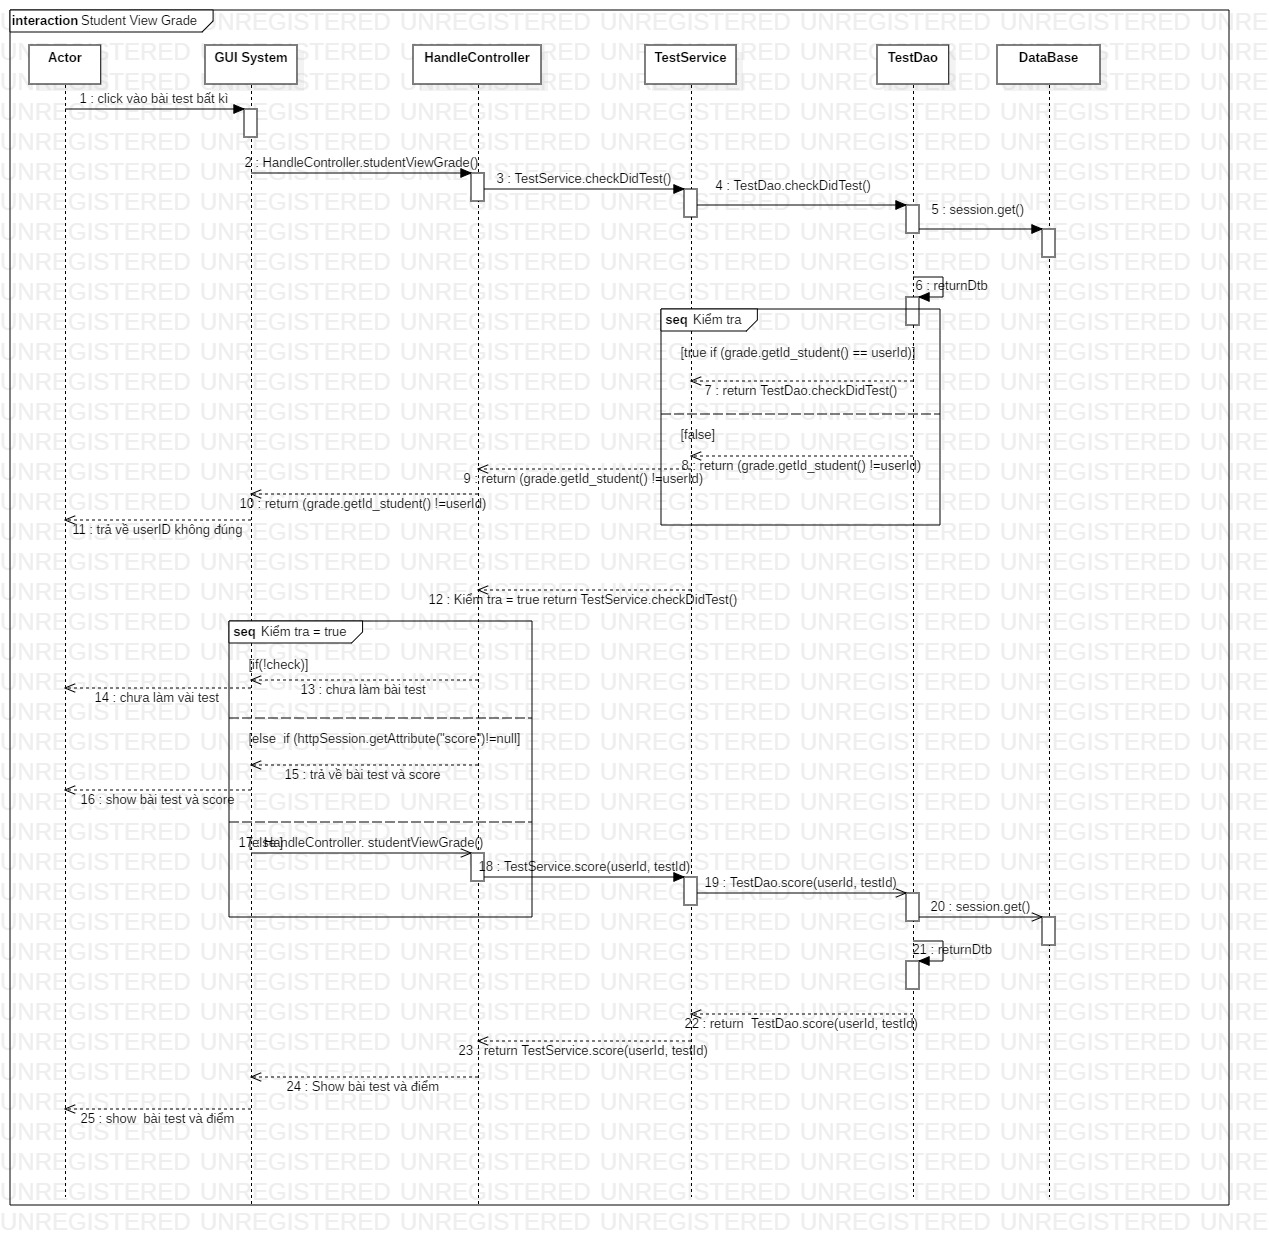 interaction Student View Grade
Actor
GUI System
HandleController
TestService
TestDao
DataBase
1 : click vào bài test bất kì
2 : HandleController.studentViewGrade()
3 : TestService.checkDidTest()
4 : TestDao.checkDidTest()
5 : session.get()
6 : returnDtb
seq Kiểm tra
[true if (grade.getId_student() == userId)]
7 : return TestDao.checkDidTest()
[false]
8 : return (grade.getId_student() !=userId)
9 : return (grade.getId_student() !=userId)
10 : return (grade.getId_student() !=userId)
11 : trả về userID không đúng
12 : Kiểm tra = true return TestService.checkDidTest()
seq Kiểm tra = true
[if(!check)]
13 : chưa làm bài test
14 : chưa làm vài test
[else  if (httpSession.getAttribute("score")!=null]
15 : trả về bài test và score
16 : show bài test và score
[else]
17 : HandleController. studentViewGrade()
18 : TestService.score(userId, testId)
19 : TestDao.score(userId, testId)
20 : session.get()
21 : returnDtb
22 : return  TestDao.score(userId, testId)
23 : return TestService.score(userId, testId)
24 : Show bài test và điểm
25 : show  bài test và điểm
UNREGISTERED